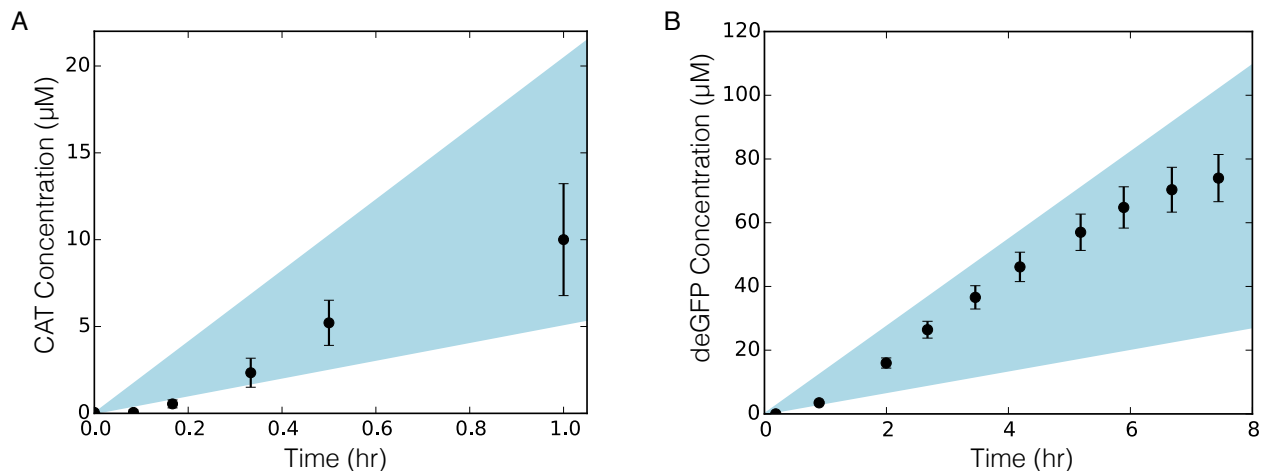 A
CAT Concentration (μM)
20
15
10
5
0
0.0 0.2 0.4 0.6 0.8 1.0
Time (hr)
B
deGFP Concentration (μM)
120
100
80
60
40
20
0
0 2 4 6 8
Time (hr)